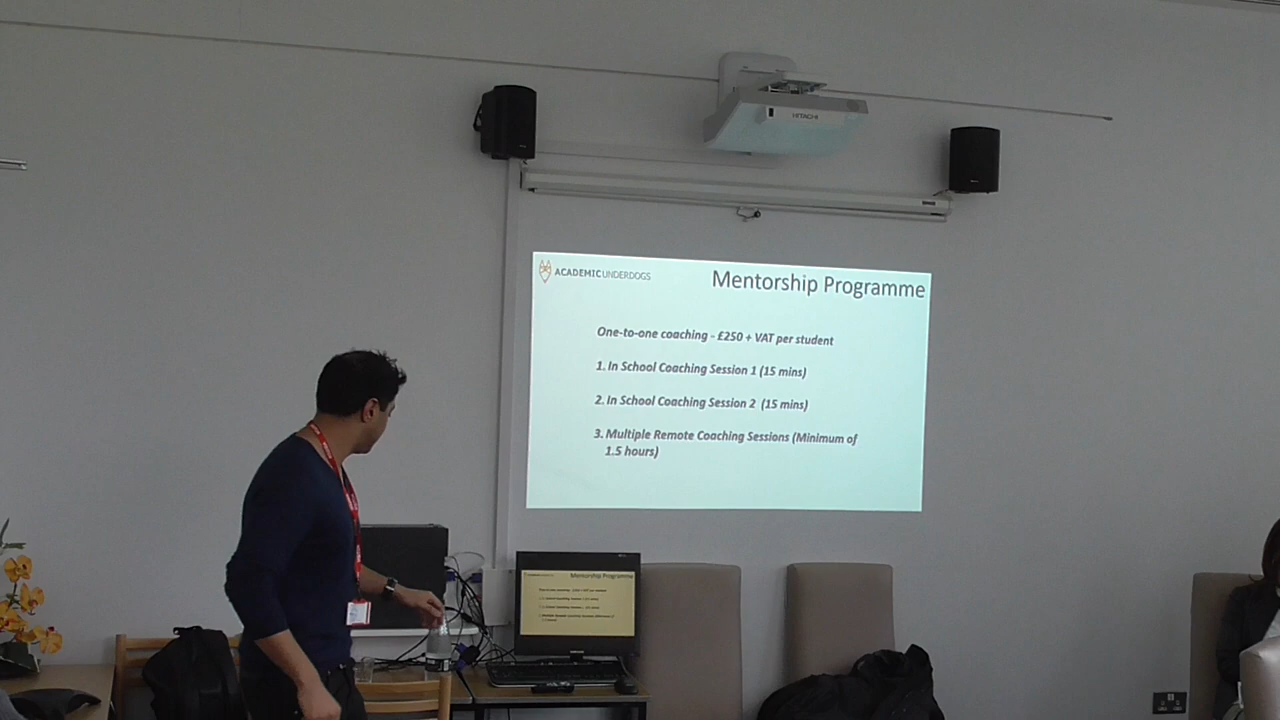 HITACHI
ACADEMICUNDERDOGS
Mentorship Programme
One-to-one coaching - £250 + VAT per student
1. In School Coaching Session 1 (15 mins)
2. In School Coaching Session 2 (15 mins)
3. Multiple Remote Coaching Sessions (Minimum of
1.5 hours)
Mentorship Programme